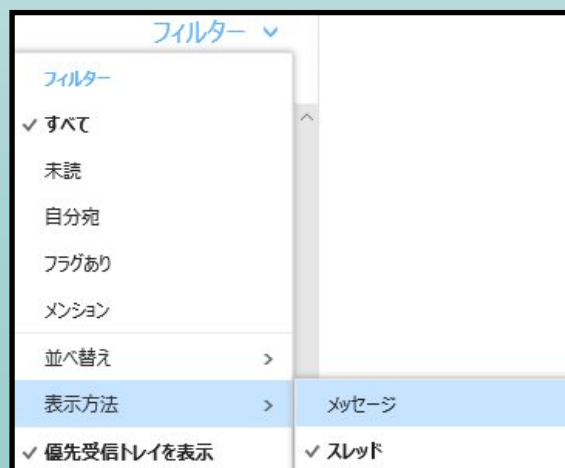 フィルター
フィルター
すべて
未読
自分宛
フラグあり
メンション
並べ替え
表示方法
メッセージ
優先受信トレイを表示
スレッド